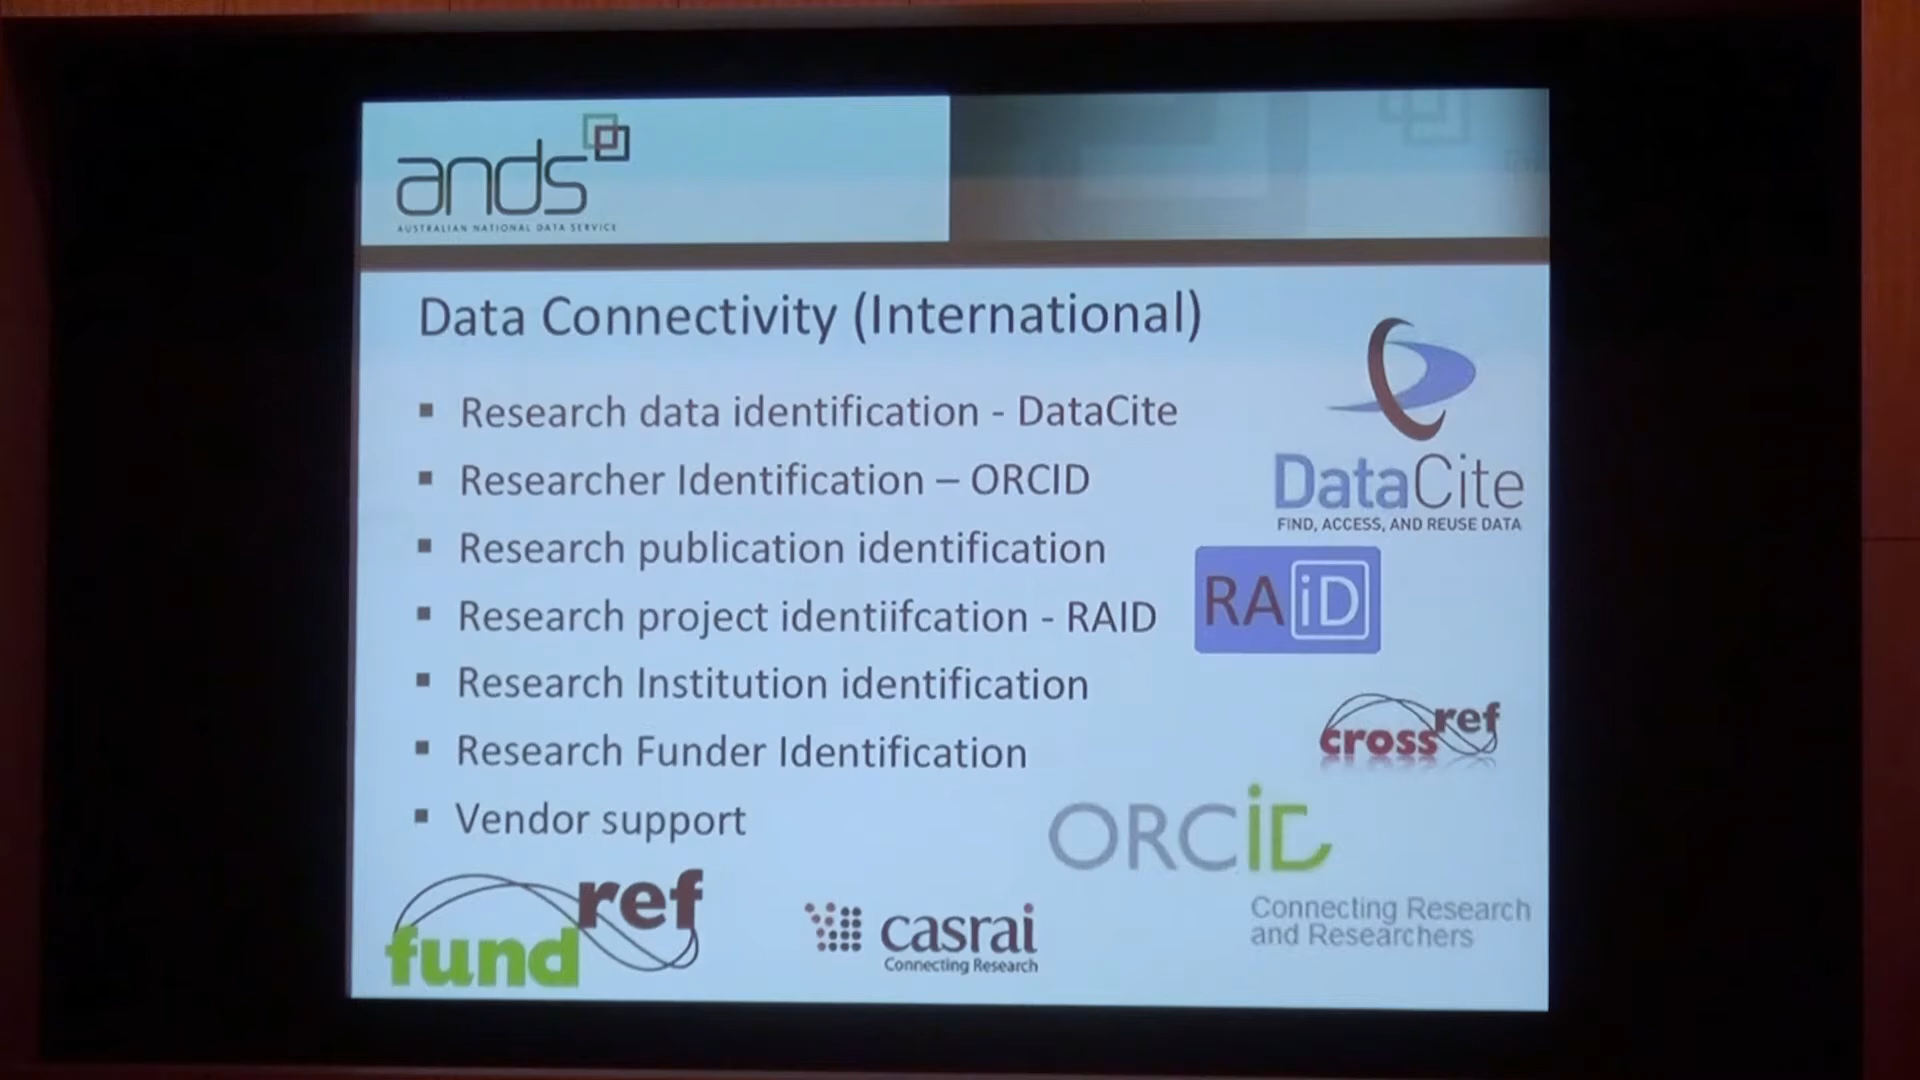 ands
AUSTRALIAN NATIONAL DATA SERVICE
Data Connectivity (International)
▪ Research data identification - DataCite
▪ Researcher Identification – ORCID
▪ Research publication identification
▪ Research project identiifcation - RAID
▪ Research Institution identification
▪ Research Funder Identification
▪ Vendor support
DataCite
FIND, ACCESS, AND REUSE DATA
RAiD
crossref
ORCiD
Connecting Research
and Researchers
fundref
casrai
Connecting Research